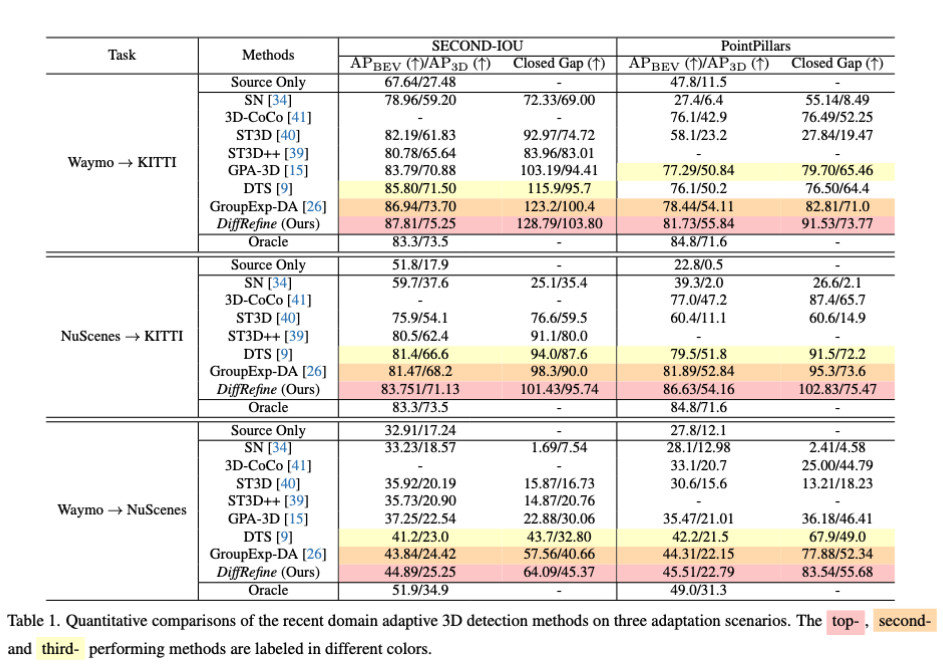 Task Methods SECOND-IOU PointPillars
AP_BEV (↑)/AP_3D (↑) Closed Gap (↑) AP_BEV (↑)/AP_3D (↑) Closed Gap (↑)
Waymo → KITTI
Source Only 67.64/27.48 - 47.8/11.5 -
SN [34] 78.96/59.20 72.33/69.00 27.4/6.4 55.14/8.49
3D-CoCo [41] - - 76.1/42.9 76.49/52.25
ST3D [40] 82.19/61.83 92.97/74.72 58.1/23.2 27.84/19.47
ST3D++ [39] 80.78/65.64 83.96/83.01 - -
GPA-3D [15] 83.79/70.88 103.19/94.41 77.29/50.84 79.70/65.46
DTS [9] 85.80/71.50 115.9/95.7 76.1/50.2 76.50/64.4
GroupExp-DA [26] 86.94/73.70 123.2/100.4 78.44/54.11 82.81/71.0
DiffRefine (Ours) 87.81/75.25 128.79/103.80 81.73/55.84 91.53/73.77
Oracle 83.3/73.5 - 84.8/71.6 -
NuScenes → KITTI
Source Only 51.8/17.9 - 22.8/0.5 -
SN [34] 59.7/37.6 25.1/35.4 39.3/2.0 26.6/2.1
3D-CoCo [41] - - 77.0/47.2 87.4/65.7
ST3D [40] 75.9/54.1 76.6/59.5 60.4/11.1 60.6/14.9
ST3D++ [39] 80.5/62.4 91.1/80.0 - -
DTS [9] 81.4/66.6 94.0/87.6 79.5/51.8 91.5/72.2
GroupExp-DA [26] 81.47/68.2 98.3/90.0 81.89/52.84 95.3/73.6
DiffRefine (Ours) 83.751/71.13 101.43/95.74 86.63/54.16 102.83/75.47
Oracle 83.3/73.5 - 84.8/71.6 -
Waymo → NuScenes
Source Only 32.91/17.24 - 27.8/12.1 -
SN [34] 33.23/18.57 1.69/7.54 28.1/12.98 2.41/4.58
3D-CoCo [41] - - 33.1/20.7 25.00/44.79
ST3D [40] 35.92/20.19 15.87/16.73 30.6/15.6 13.21/18.23
ST3D++ [39] 35.73/20.90 14.87/20.76 - -
GPA-3D [15] 37.25/22.54 22.88/30.06 35.47/21.01 36.18/46.41
DTS [9] 41.2/23.0 43.7/32.80 42.2/21.5 67.9/49.0
GroupExp-DA [26] 43.84/24.42 57.56/40.66 44.31/22.15 77.88/52.34
DiffRefine (Ours) 44.89/25.25 64.09/45.37 45.51/22.79 83.54/55.68
Oracle 51.9/34.9 - 49.0/31.3 -
Table 1. Quantitative comparisons of the recent domain adaptive 3D detection methods on three adaptation scenarios. The top- , second-
and third- performing methods are labeled in different colors.